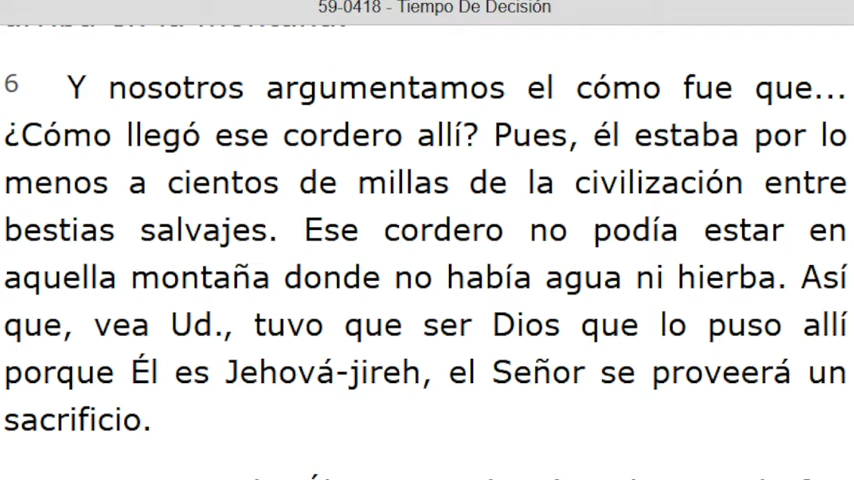 59-0418 - Tiempo De Decisión
6 Y nosotros argumentamos el cómo fue que...
¿Cómo llegó ese cordero allí? Pues, él estaba por lo
menos a cientos de millas de la civilización entre
bestias salvajes. Ese cordero no podía estar en
aquella montaña donde no había agua ni hierba. Así
que, vea Ud., tuvo que ser Dios que lo puso allí
porque Él es Jehová-jireh, el Señor se proveerá un
sacrificio.